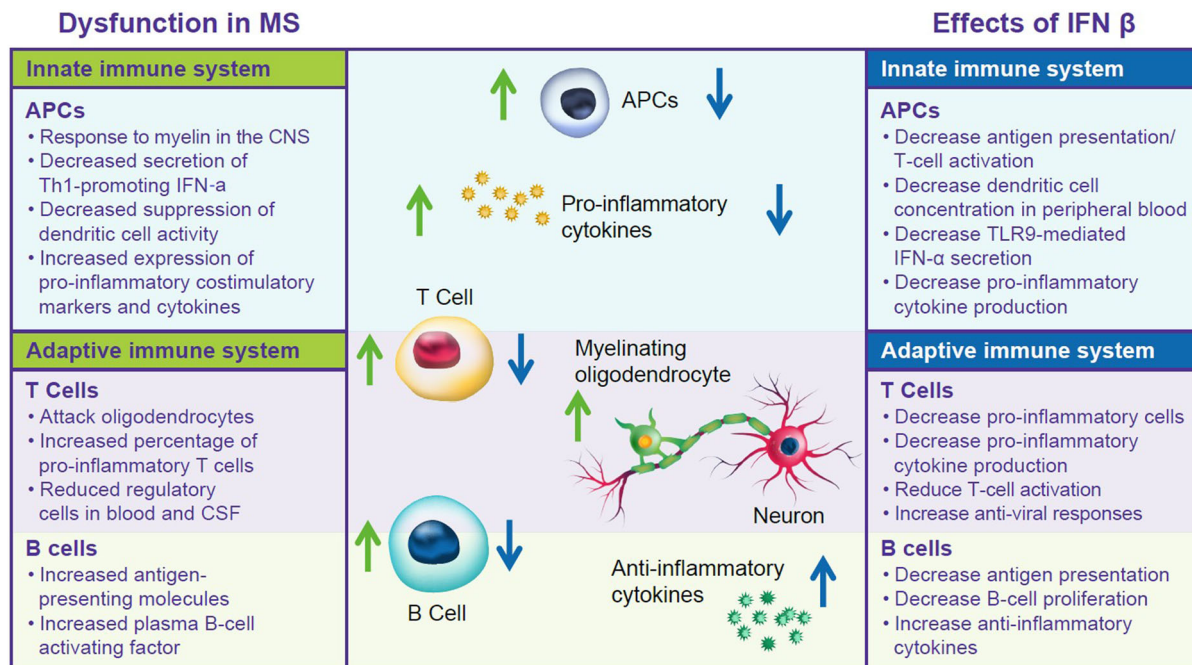 Dysfunction in MS
Innate immune system
APCs
• Response to myelin in the CNS
• Decreased secretion of
Th1-promoting IFN-a
• Decreased suppression of
dendritic cell activity
• Increased expression of
pro-inflammatory costimulatory
markers and cytokines
Adaptive immune system
T Cells
• Attack oligodendrocytes
• Increased percentage of
pro-inflammatory T cells
• Reduced regulatory
cells in blood and CSF
B cells
• Increased antigen-
presenting molecules
• Increased plasma B-cell
activating factor
APCs
Pro-inflammatory
cytokines
T Cell
Myelinating
oligodendrocyte
Neuron
B Cell
Anti-inflammatory
cytokines
Effects of IFN β
Innate immune system
APCs
• Decrease antigen presentation/
T-cell activation
• Decrease dendritic cell
concentration in peripheral blood
• Decrease TLR9-mediated
IFN-α secretion
• Decrease pro-inflammatory
cytokine production
Adaptive immune system
T Cells
• Decrease pro-inflammatory cells
• Decrease pro-inflammatory
cytokine production
• Reduce T-cell activation
• Increase anti-viral responses
B cells
• Decrease antigen presentation
• Decrease B-cell proliferation
• Increase anti-inflammatory
cytokines